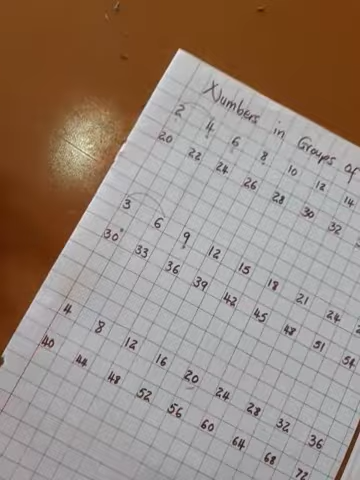 Numbers in Groups of
2 4 6 8 10 12 14
20 22 24 26 28 30 32
3 6 9 12 15 18 21 24
30 33 36 39 42 45 48 51 54
4 8 12 16 20 24 28 32 36
40 44 48 52 56 60 64 68 72